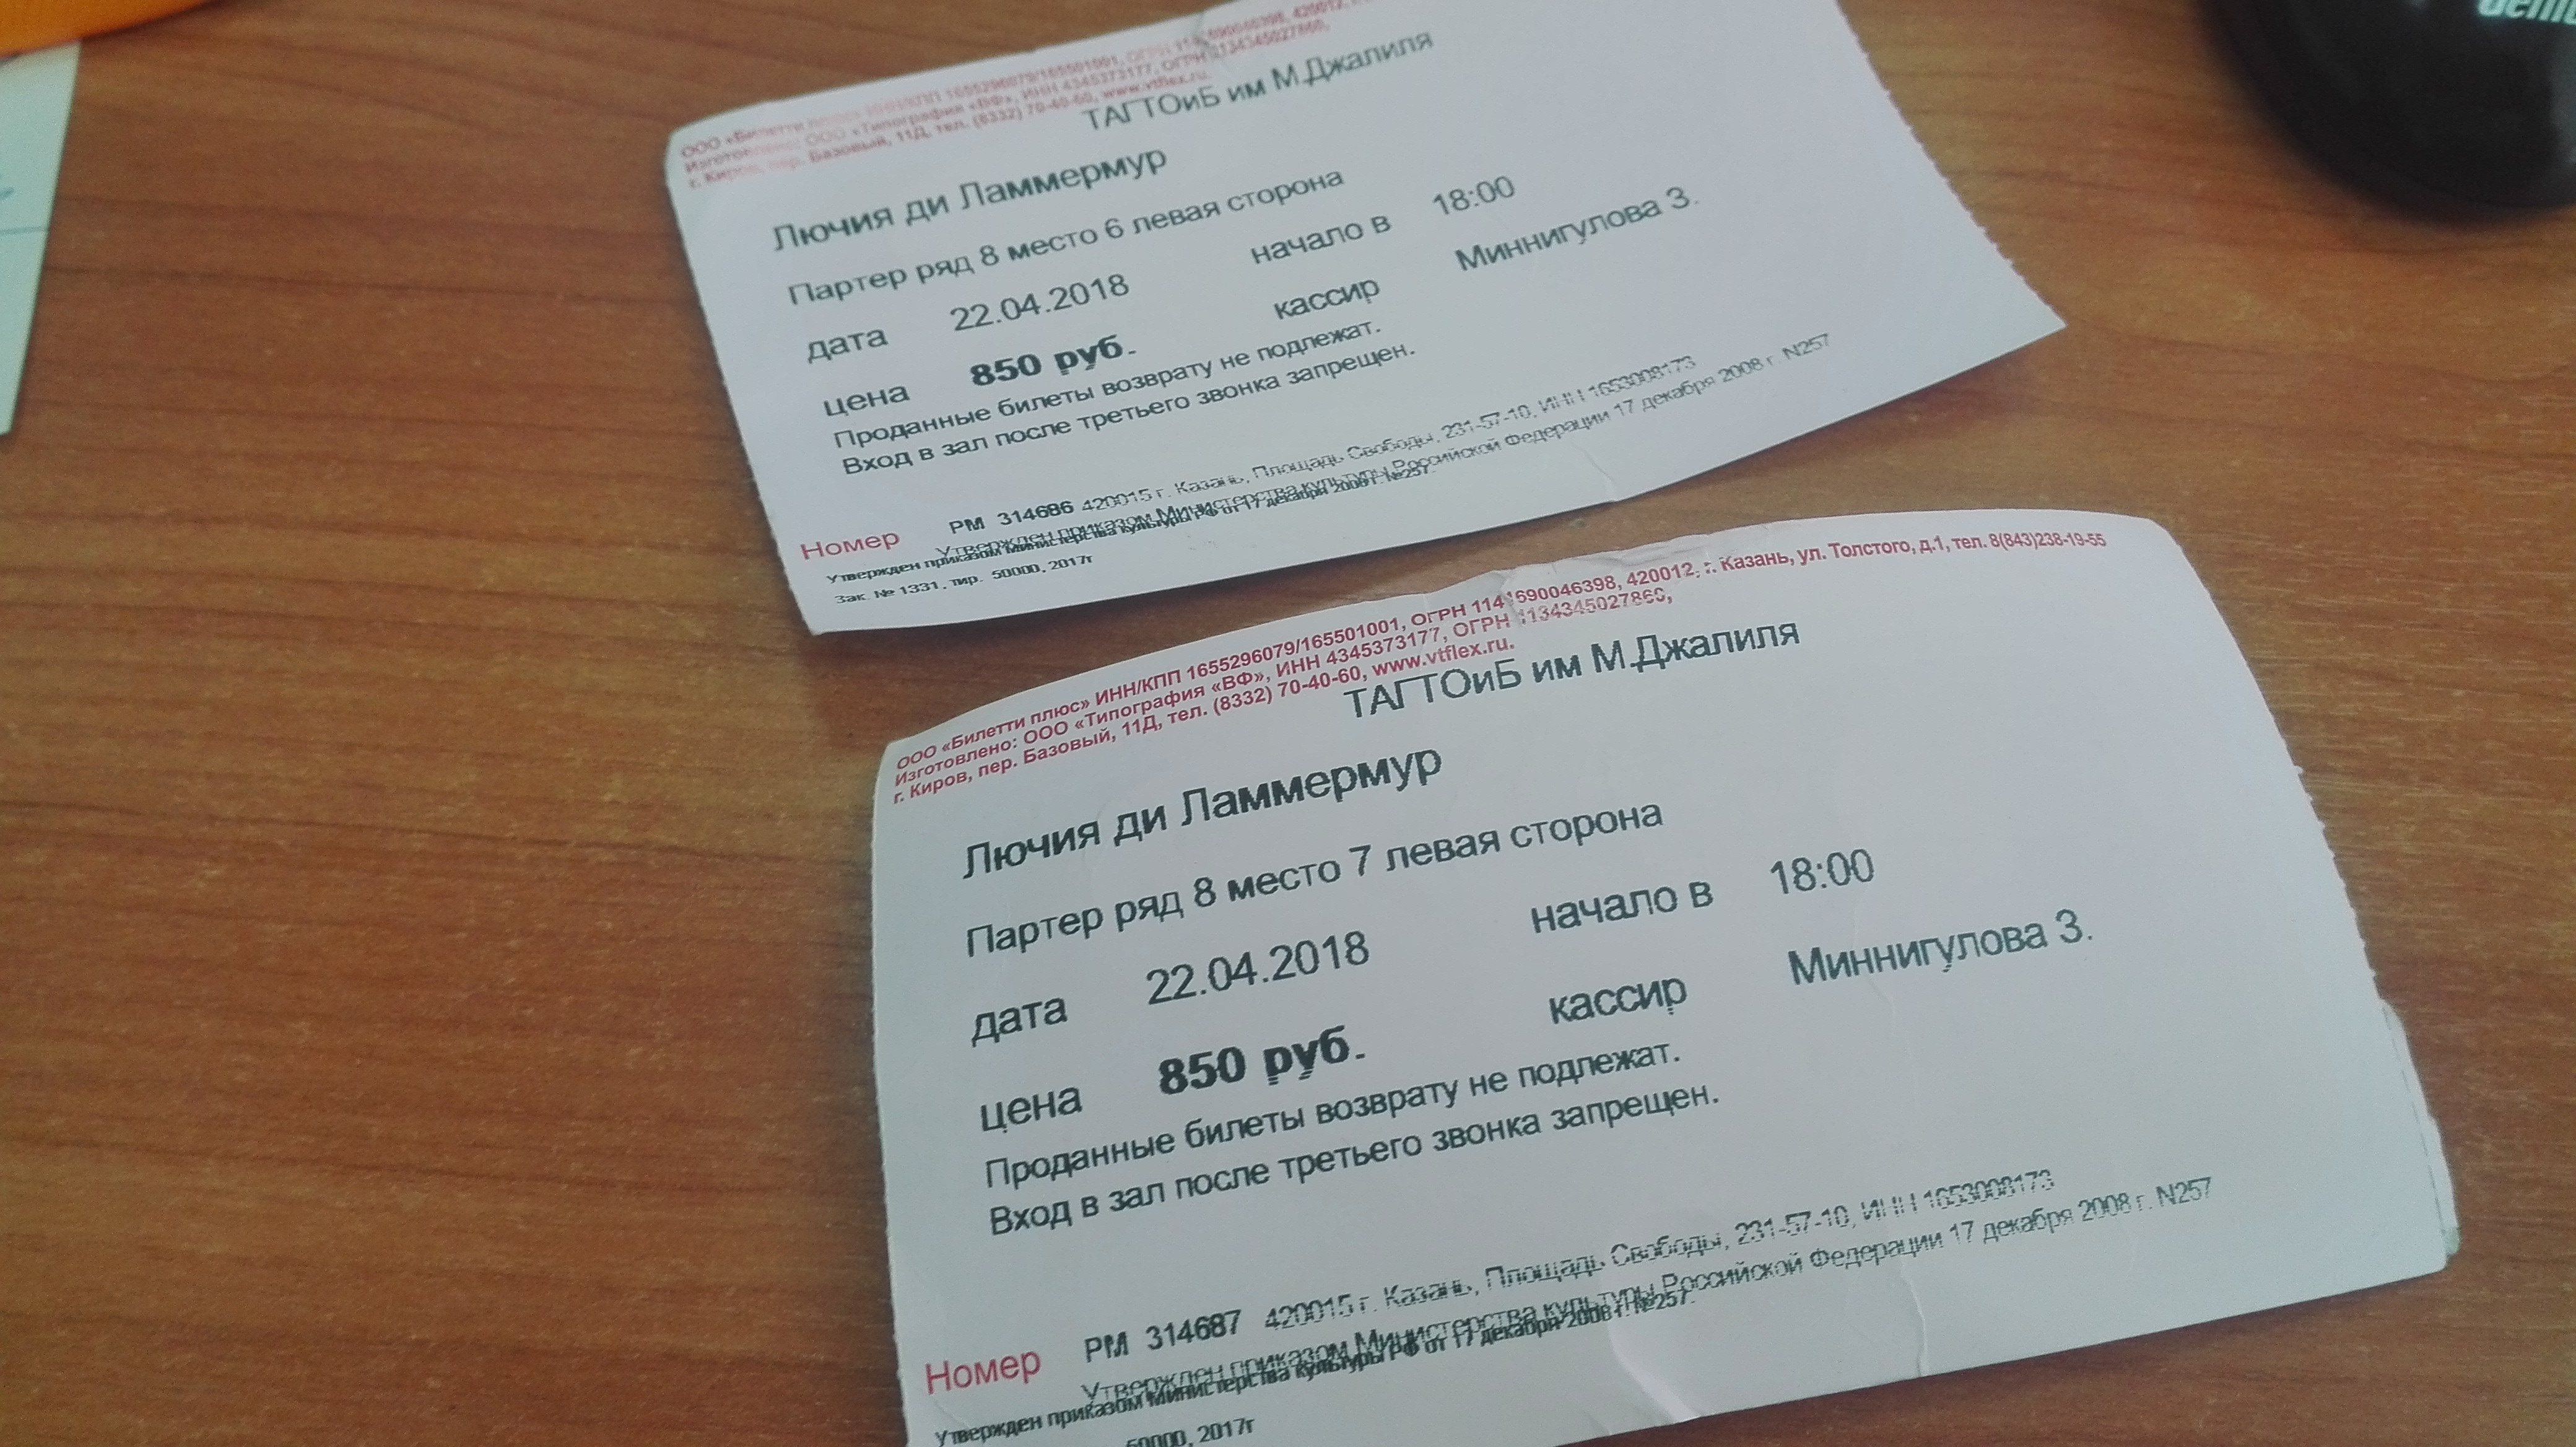 ООО «Билетти плюс» ИНН/КПП 1655296079/165501001, ОГРН 420012,
Изготовлено: ООО «Типография «ВФ», ИНН 4345373177, ОГРН 1134345027860,
г. Киров, пер. Базовый, 11Д, тел. (8332) 70-40-60, www.vtflex.ru.
ТАГТОиБ им М.Джалиля
Лючия ди Ламмермур
Партер ряд 8 место 6 левая сторона
дата 22.04.2018 начало в 18:00
цена 850 руб. кассир Миннигулова З.
Проданные билеты возврату не подлежат.
Вход в зал после третьего звонка запрещен.
Номер РМ 314686 420015 г. Казань, Площадь Свободы, 231-57-10, ИНН 1653008173
Утвержден приказом Министерства культуры Российской Федерации 17 декабря 2008 г. N257
Утвержден приказом Министерства культуры РФ от 17 декабря 2008 г. №257.
Зак. № 1331, тир. 50000, 2017г
ООО «Билетти плюс» ИНН/КПП 1655296079/165501001, ОГРН 1141690046398, 420012, г. Казань, ул. Толстого, д.1, тел. 8(843)238-19-55
Изготовлено: ООО «Типография «ВФ», ИНН 4345373177, ОГРН 1134345027860,
г. Киров, пер. Базовый, 11Д, тел. (8332) 70-40-60, www.vtflex.ru.
ТАГТОиБ им М.Джалиля
Лючия ди Ламмермур
Партер ряд 8 место 7 левая сторона
дата 22.04.2018 начало в 18:00
цена 850 руб. кассир Миннигулова З.
Проданные билеты возврату не подлежат.
Вход в зал после третьего звонка запрещен.
Номер РМ 314687 420015 г. Казань, Площадь Свободы, 231-57-10, ИНН 1653008173
Утвержден приказом Министерства культуры Российской Федерации 17 декабря 2008 г. N257
Утвержден приказом Министерства культуры РФ от 17 декабря 2008 г. №257.
50000, 2017г